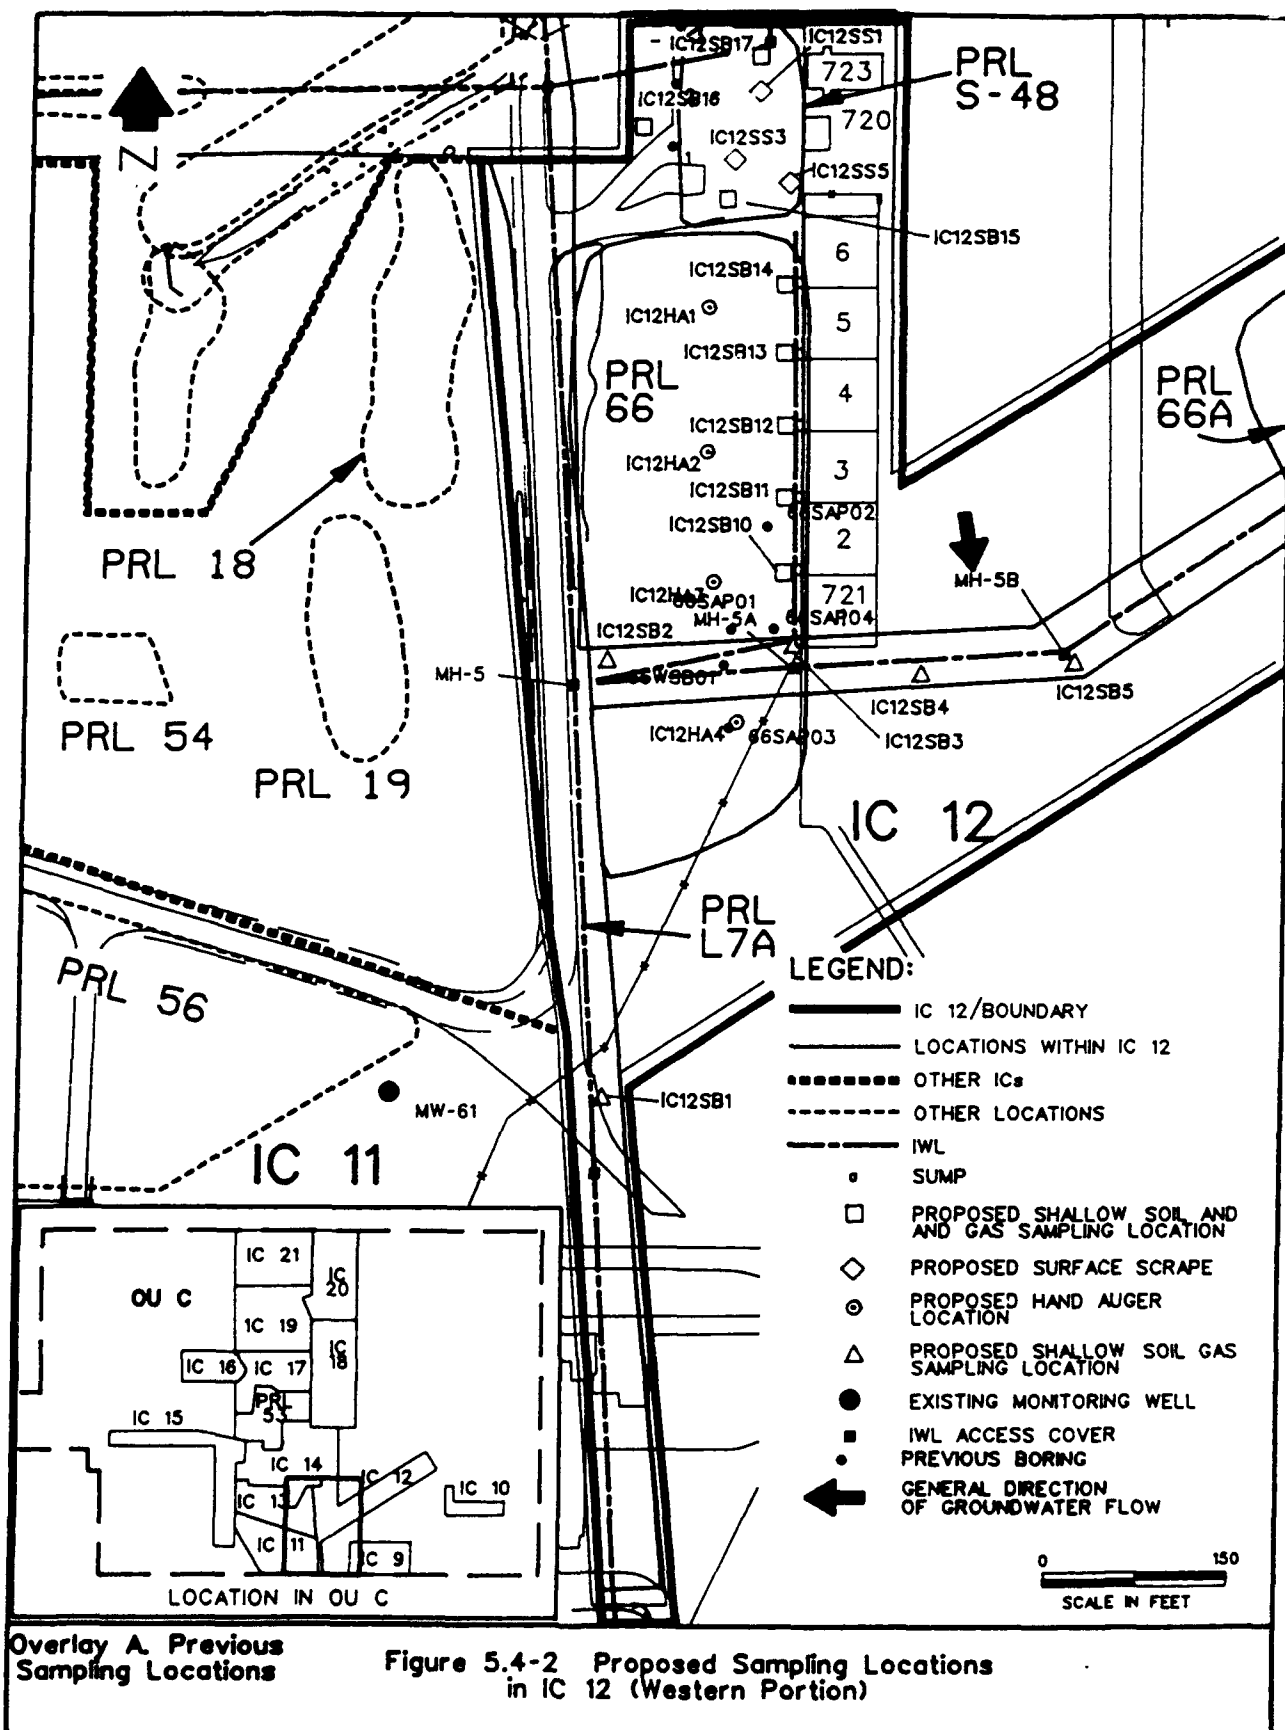 IC12SB17
IC12SS1
723
PRL
S-48
IC12SB16
720
N
IC12SS3
1
IC12SS5
IC12SB15
6
IC12SB14
IC12HA1
5
IC12SB13
PRL
66
4
PRL
66A
IC12SB12
IC12HA2
3
IC12SB11
66SAP02
IC12SB10
2
PRL 18
MH-5B
721
66SAP01
MH-5A
66SAP04
IC12SB2
MH-5
66WSB01
IC12SB5
IC12SB4
PRL 54
IC12HA4
66SAP03
IC12SB3
PRL 19
IC 12
PRL
L7A
PRL 56
LEGEND:
IC 12/BOUNDARY
LOCATIONS WITHIN IC 12
OTHER ICs
OTHER LOCATIONS
IWL
SUMP
PROPOSED SHALLOW SOIL AND
AND GAS SAMPLING LOCATION
PROPOSED SURFACE SCRAPE
PROPOSED HAND AUGER
LOCATION
PROPOSED SHALLOW SOIL GAS
SAMPLING LOCATION
EXISTING MONITORING WELL
IWL ACCESS COVER
PREVIOUS BORING
GENERAL DIRECTION
OF GROUNDWATER FLOW
IC12SB1
MW-61
IC 11
IC 21
IC
20
OU C
IC 19
IC
18
IC 16
IC 17
PRL
53
IC 15
IC 14
IC 12
IC 13
IC 10
IC 11
IC 9
LOCATION IN OU C
0 150
SCALE IN FEET
Overlay A. Previous
Sampling Locations
Figure 5.4-2 Proposed Sampling Locations
in IC 12 (Western Portion)